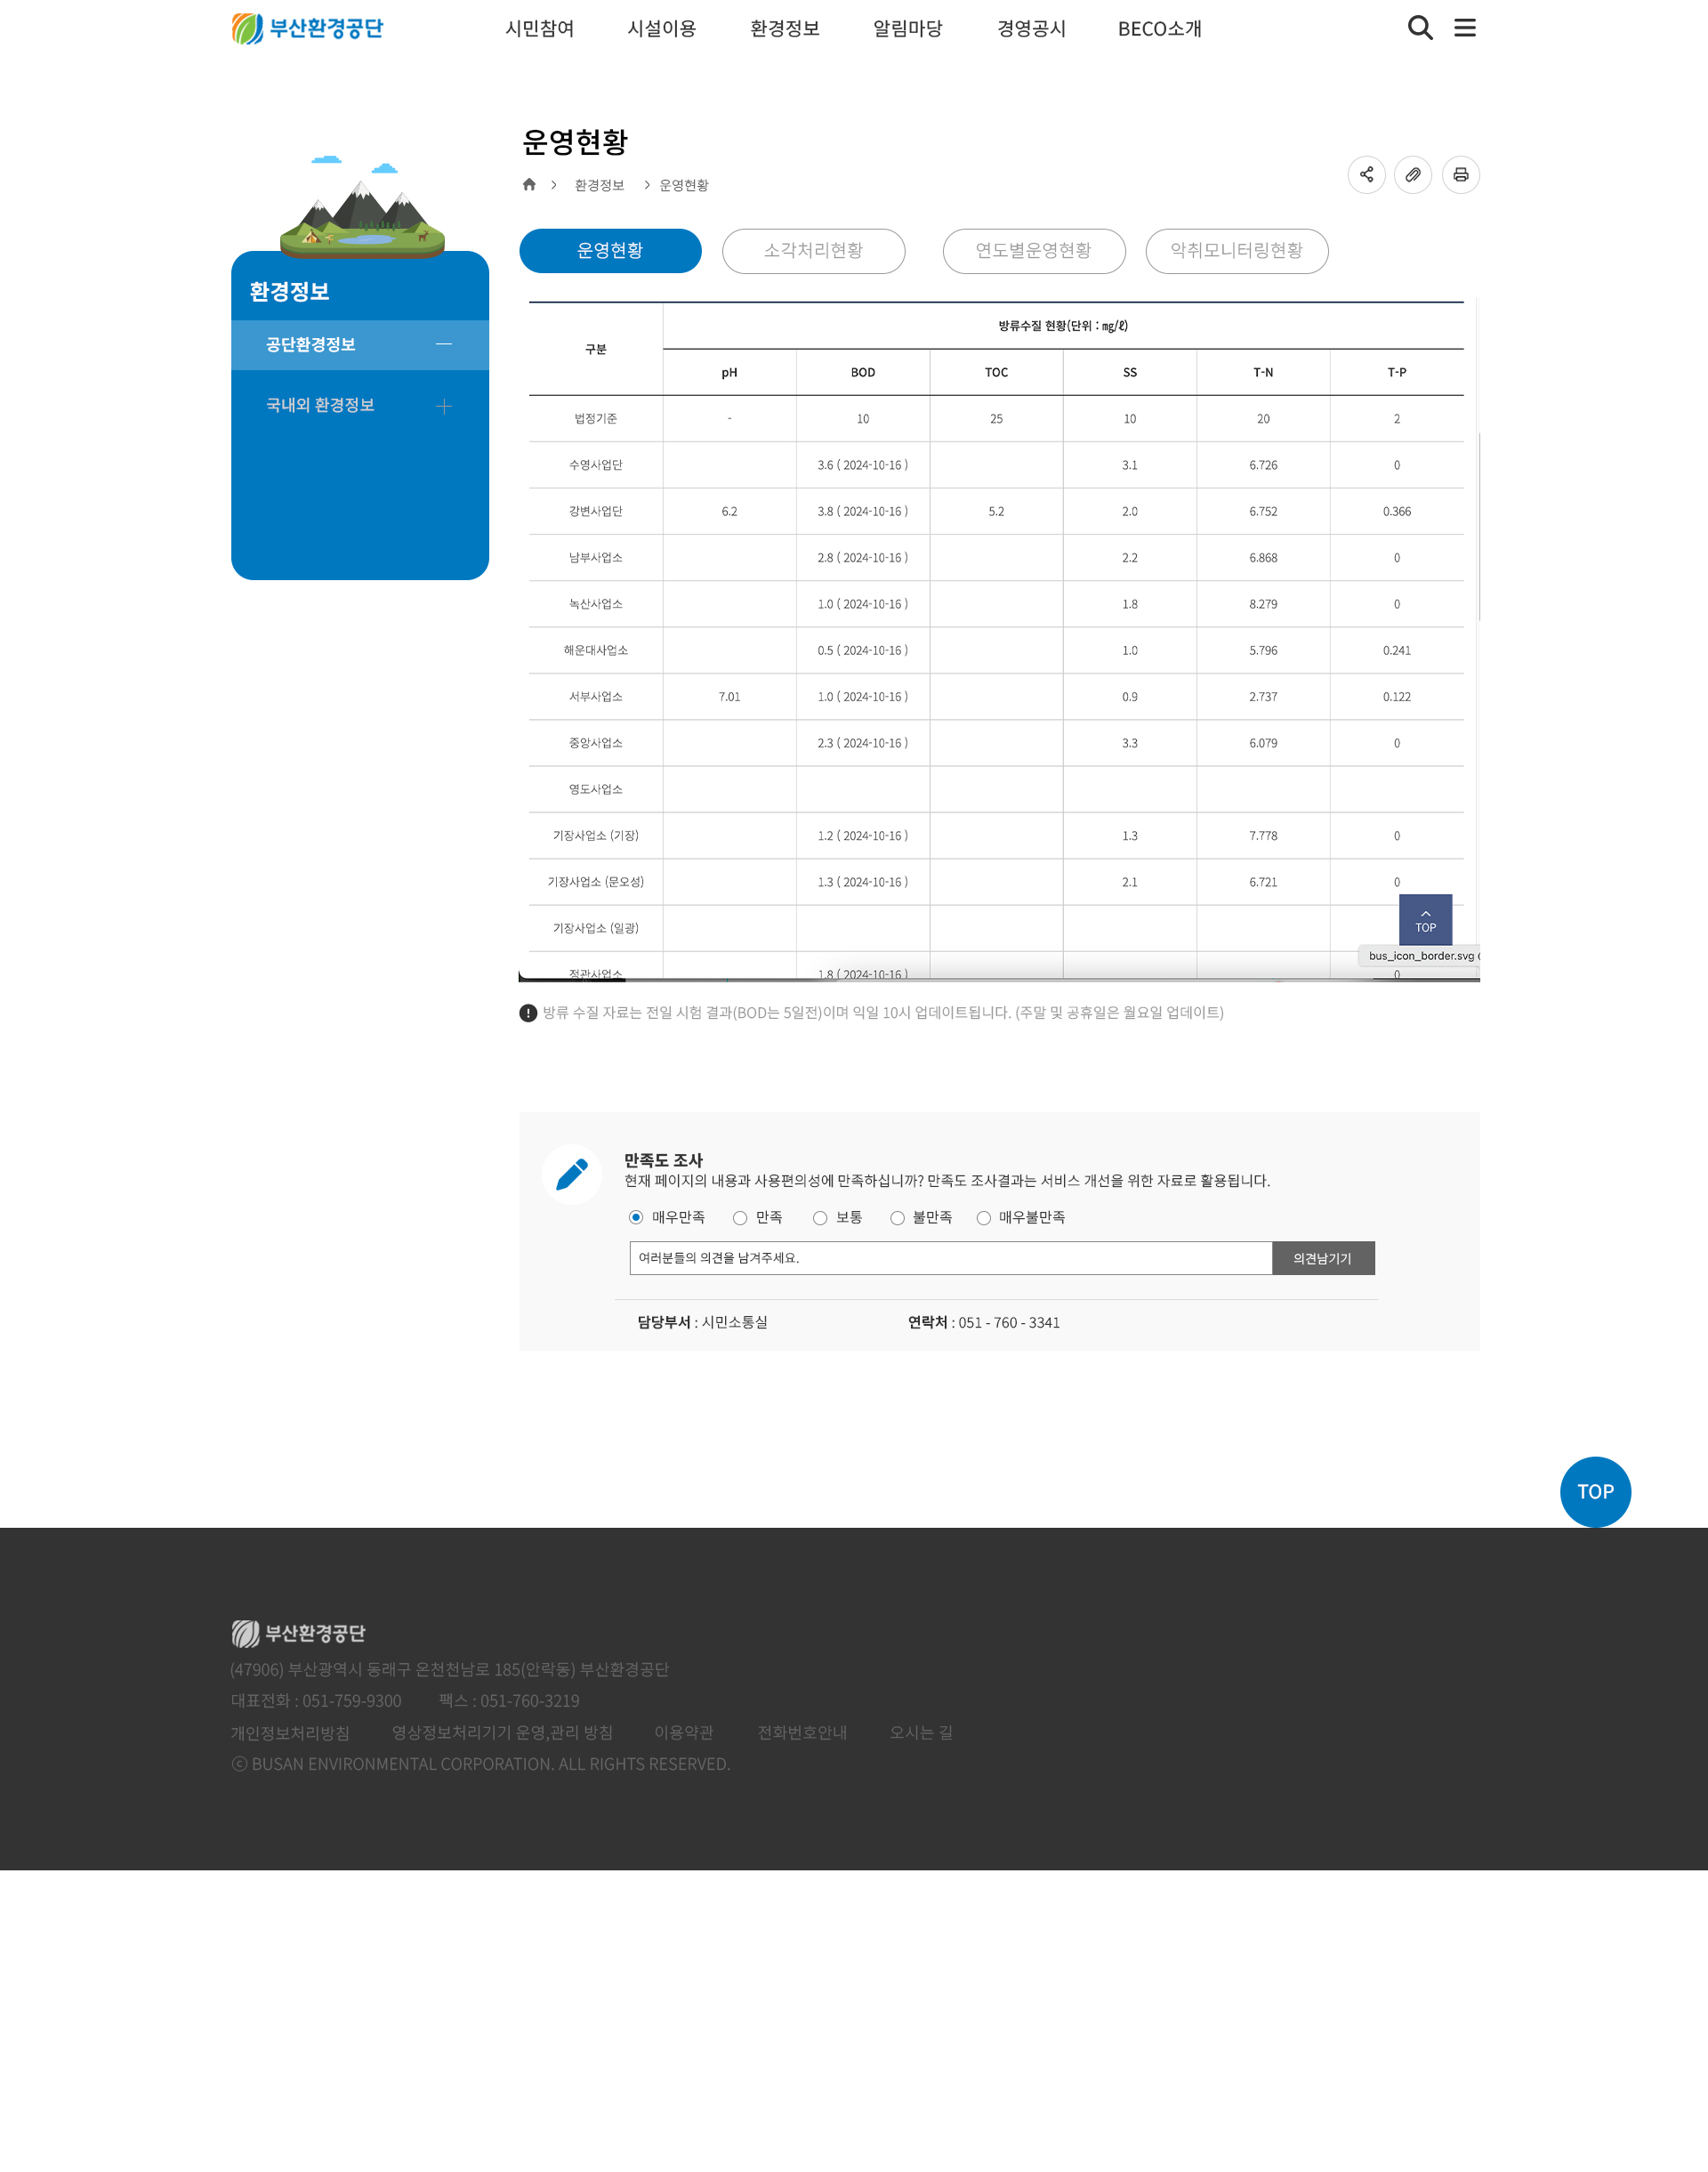 부산환경공단 시민참여 시설이용 환경정보 알림마당 경영공시 BECO소개
운영현황
환경정보 운영현황
운영현황 소각처리현황 연도별운영현황 악취모니터링현황
환경정보
공단환경정보
국내외 환경정보
구분 방류수질 현황(단위 : ㎎/ℓ)
pH BOD TOC SS T-N T-P
법정기준 - 10 25 10 20 2
수영사업단 3.6 ( 2024-10-16 ) 3.1 6.726 0
강변사업단 6.2 3.8 ( 2024-10-16 ) 5.2 2.0 6.752 0.366
남부사업소 2.8 ( 2024-10-16 ) 2.2 6.868 0
녹산사업소 1.0 ( 2024-10-16 ) 1.8 8.279 0
해운대사업소 0.5 ( 2024-10-16 ) 1.0 5.796 0.241
서부사업소 7.01 1.0 ( 2024-10-16 ) 0.9 2.737 0.122
중앙사업소 2.3 ( 2024-10-16 ) 3.3 6.079 0
영도사업소
기장사업소 (기장) 1.2 ( 2024-10-16 ) 1.3 7.778 0
기장사업소 (문오성) 1.3 ( 2024-10-16 ) 2.1 6.721 0
기장사업소 (일광)
TOP
bus_icon_border.svg
정관사업소 1.8 ( 2024-10-16 ) 0
방류 수질 자료는 전일 시험 결과(BOD는 5일전)이며 익일 10시 업데이트됩니다. (주말 및 공휴일은 월요일 업데이트)
만족도 조사
현재 페이지의 내용과 사용편의성에 만족하십니까? 만족도 조사결과는 서비스 개선을 위한 자료로 활용됩니다.
매우만족 만족 보통 불만족 매우불만족
여러분들의 의견을 남겨주세요. 의견남기기
담당부서 : 시민소통실 연락처 : 051 - 760 - 3341
TOP
부산환경공단
(47906) 부산광역시 동래구 온천천남로 185(안락동) 부산환경공단
대표전화 : 051-759-9300 팩스 : 051-760-3219
개인정보처리방침 영상정보처리기기 운영,관리 방침 이용약관 전화번호안내 오시는 길
ⓒ BUSAN ENVIRONMENTAL CORPORATION. ALL RIGHTS RESERVED.